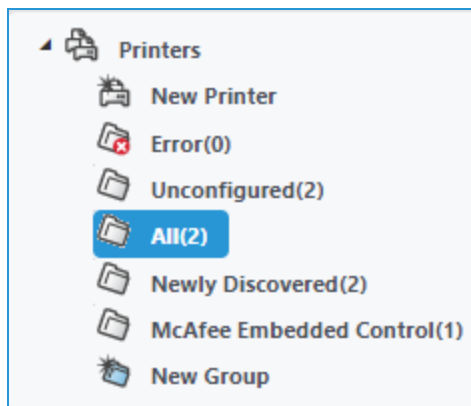 Printers
New Printer
Error(0)
Unconfigured(2)
All(2)
Newly Discovered(2)
McAfee Embedded Control(1)
New Group